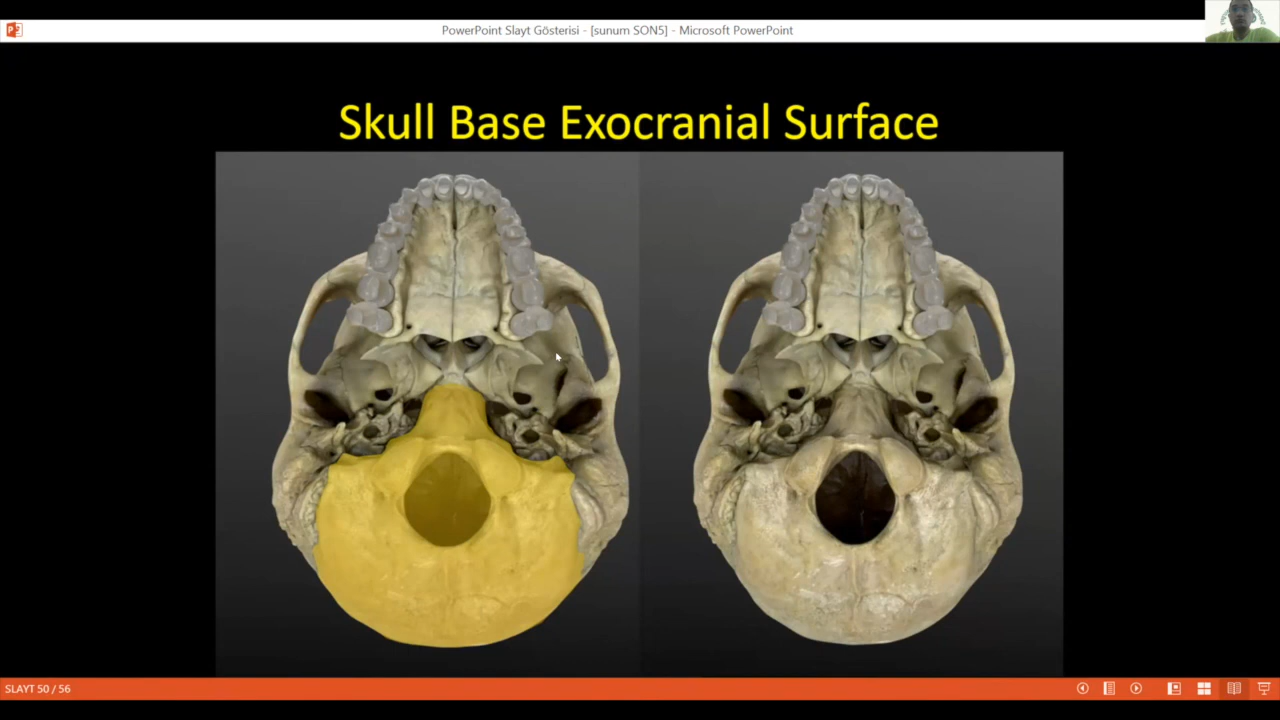 PowerPoint Slayt Gösterisi - [sunum SON5] - Microsoft PowerPoint
Skull Base Exocranial Surface
SLAYT 50 / 56